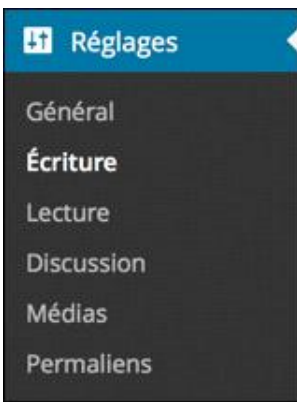 Réglages
Général
Écriture
Lecture
Discussion
Médias
Permaliens